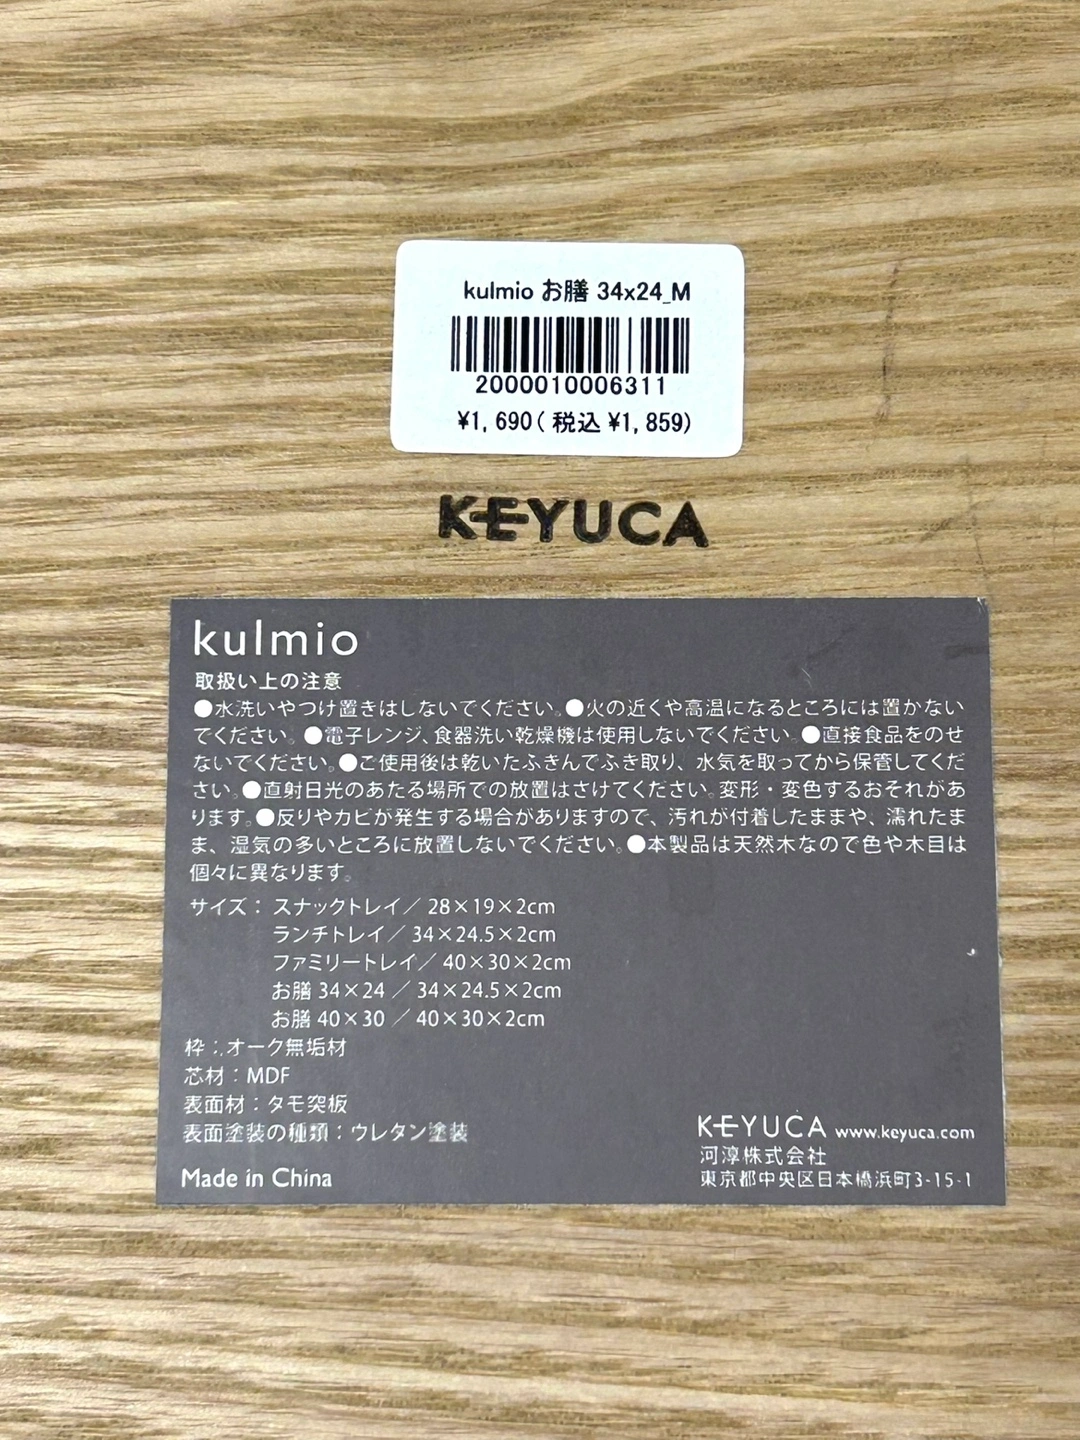 kulmio お膳 34x24_M
2000010006311
¥1,690(税込 ¥1,859)
KEYUCA
kulmio
取扱い上の注意
●水洗いやつけ置きはしないでください。●火の近くや高温になるところには置かない
でください。●電子レンジ、食器洗い乾燥機は使用しないでください。●直接食品をのせ
ないでください。●ご使用後は乾いたふきんでふき取り、水気を取ってから保管してくだ
さい。●直射日光のあたる場所での放置はさけてください。変形・変色するおそれがあ
ります。●反りやカビが発生する場合がありますので、汚れが付着したままや、濡れたま
ま、湿気の多いところに放置しないでください。●本製品は天然木なので色や木目は
個々に異なります。
サイズ：スナックトレイ／28×19×2cm
ランチトレイ／34×24.5×2cm
ファミリートレイ／40×30×2cm
お膳 34×24 ／34×24.5×2cm
お膳 40×30 ／40×30×2cm
枠：オーク無垢材
芯材：MDF
表面材：タモ突板
表面塗装の種類：ウレタン塗装
Made in China
KEYUCA www.keyuca.com
河淳株式会社
東京都中央区日本橋浜町3-15-1